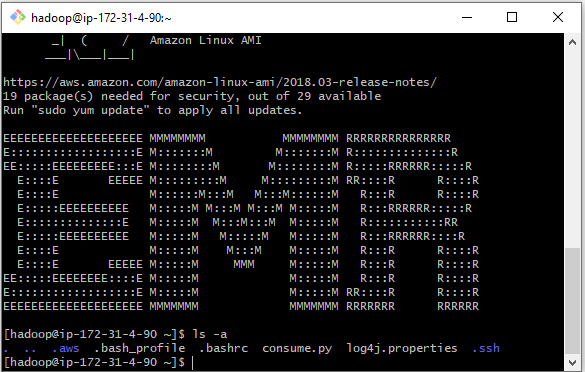 hadoop@ip-172-31-4-90:~
       _|  (     /   Amazon Linux AMI
      ___|\___|___|
https://aws.amazon.com/amazon-linux-ami/2018.03-release-notes/
19 package(s) needed for security, out of 29 available
Run "sudo yum update" to apply all updates.
EEEEEEEEEEEEEEEEEEEE MMMMMMMM           MMMMMMMM RRRRRRRRRRRRRRR
E::::::::::::::::::E M:::::::M         M:::::::M R::::::::::::::R
EE:::::EEEEEEEEE:::E M::::::::M       M::::::::M R:::::RRRRRR:::::R
  E::::E       EEEEE M:::::::::M     M:::::::::M RR::::R      R::::R
  E::::E             M::::::M:::M   M:::M::::::M   R:::R      R::::R
  E:::::EEEEEEEEEE   M:::::M M:::M M:::M M:::::M   R:::RRRRRR:::::R
  E::::::::::::::E   M:::::M  M:::M:::M  M:::::M   R:::::::::::RR
  E:::::EEEEEEEEEE   M:::::M   M:::::M   M:::::M   R:::RRRRRR::::R
  E::::E             M:::::M    M:::M    M:::::M   R:::R      R::::R
  E::::E       EEEEE M:::::M     MMM     M:::::M   R:::R      R::::R
EE:::::EEEEEEEE::::E M:::::M             M:::::M   R:::R      R::::R
E::::::::::::::::::E M:::::M             M:::::M RR::::R      R::::R
EEEEEEEEEEEEEEEEEEEE MMMMMMM             MMMMMMM RRRRRRR      RRRRRR
[hadoop@ip-172-31-4-90 ~]$ ls -a
.  ..  .aws  .bash_profile  .bashrc  consume.py  log4j.properties  .ssh
[hadoop@ip-172-31-4-90 ~]$